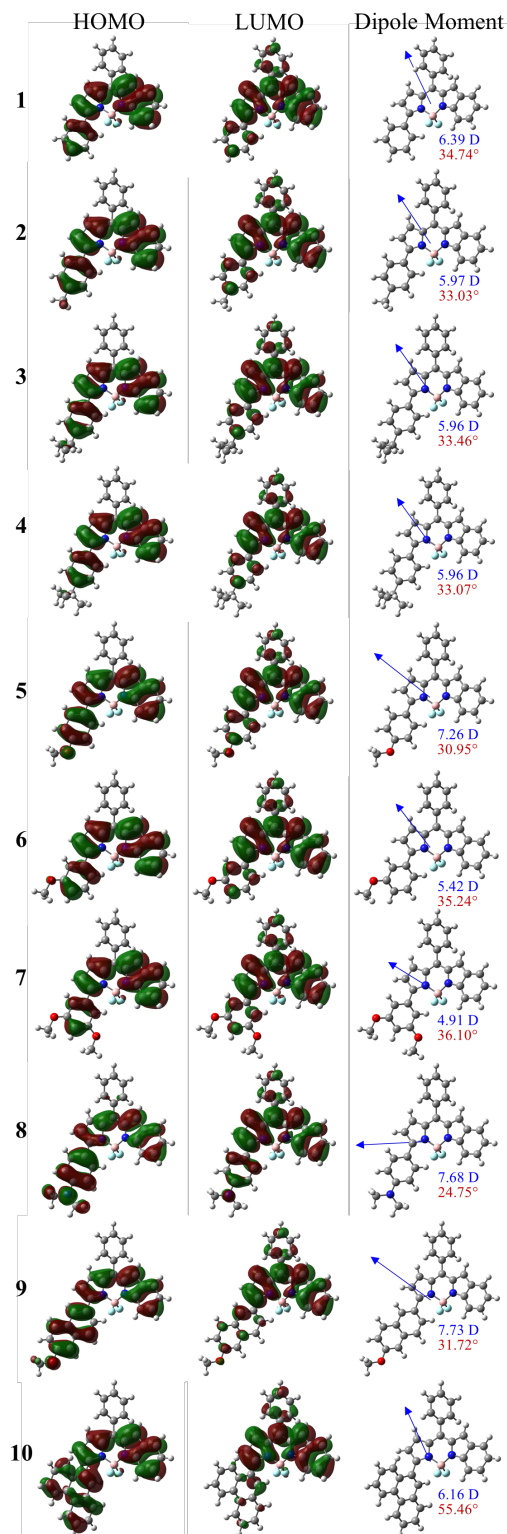 HOMO LUMO Dipole Moment
1
6.39 D
34.74°
2
5.97 D
33.03°
3
5.96 D
33.46°
4
5.96 D
33.07°
5
7.26 D
30.95°
6
5.42 D
35.24°
7
4.91 D
36.10°
8
7.68 D
24.75°
9
7.73 D
31.72°
10
6.16 D
55.46°